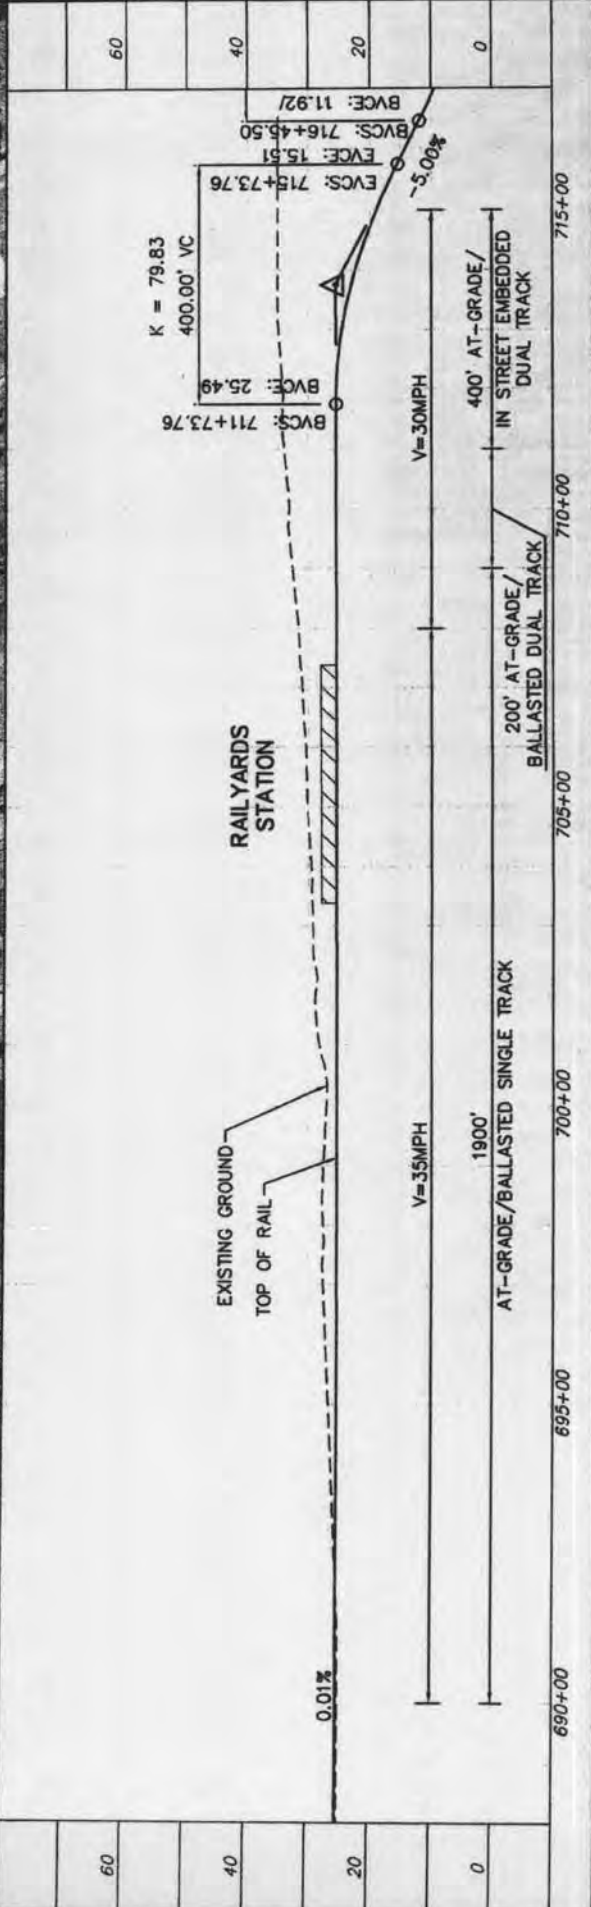 60
40
20
0
BVCS: 711+73.76
BVCE: 25.49
K = 79.83
400.00' VC
EVCS: 715+73.76
EVCE: 15.51
BVCS: 716+45.50
BVCE: 11.92
-5.00%
RAILYARDS
STATION
EXISTING GROUND
TOP OF RAIL
0.01%
V=35MPH
V=30MPH
1900'
AT-GRADE/BALLASTED SINGLE TRACK
200' AT-GRADE/
BALLASTED DUAL TRACK
400' AT-GRADE/
IN STREET EMBEDDED
DUAL TRACK
690+00
695+00
700+00
705+00
710+00
715+00
60
40
20
0